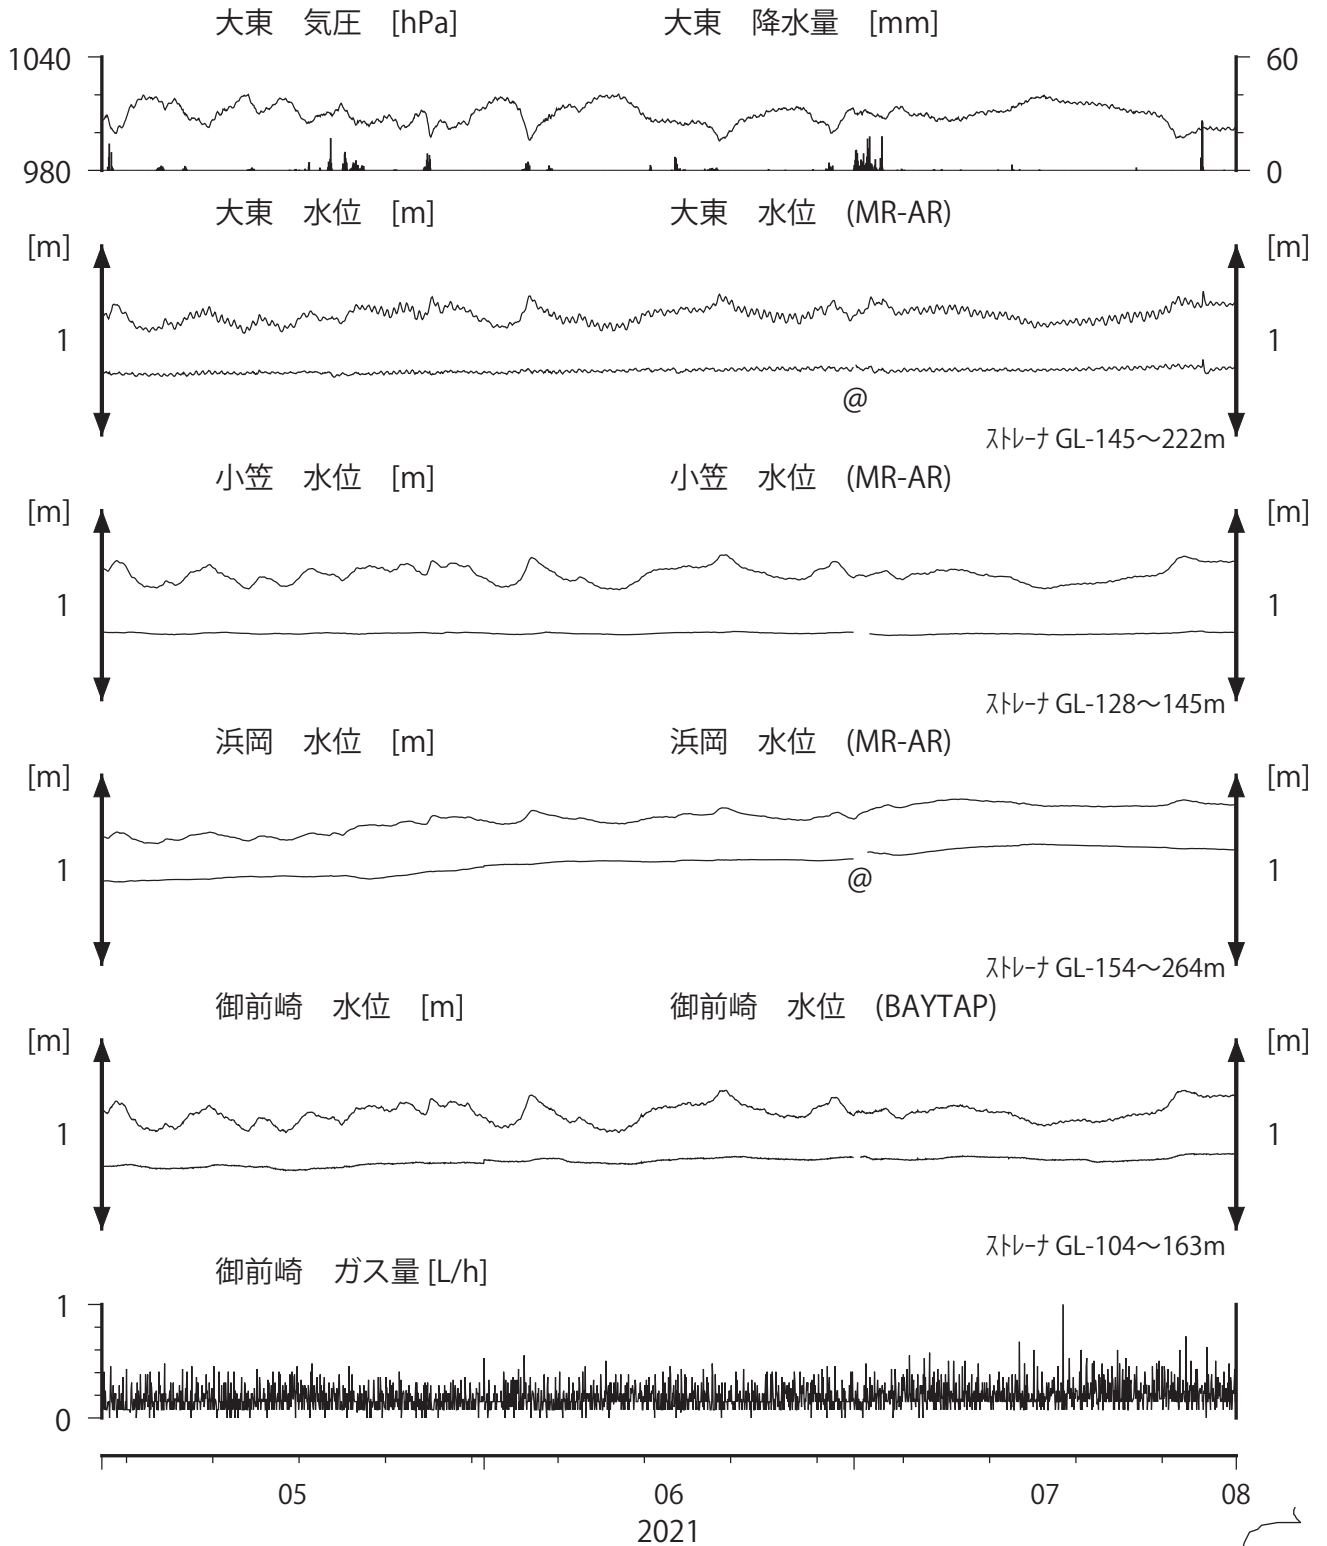 大東　気圧　[hPa]　大東　降水量　[mm]
1040　60
980　0
大東　水位　[m]　大東　水位　(MR-AR)
[m]　[m]
1　1
@
ｽﾄﾚｰﾅ GL-145～222m
小笠　水位　[m]　小笠　水位　(MR-AR)
[m]　[m]
1　1
ｽﾄﾚｰﾅ GL-128～145m
浜岡　水位　[m]　浜岡　水位　(MR-AR)
[m]　[m]
1　1
@
ｽﾄﾚｰﾅ GL-154～264m
御前崎　水位　[m]　御前崎　水位　(BAYTAP)
[m]　[m]
1　1
ｽﾄﾚｰﾅ GL-104～163m
御前崎　ガス量 [L/h]
1
0
05　06　07　08
2021